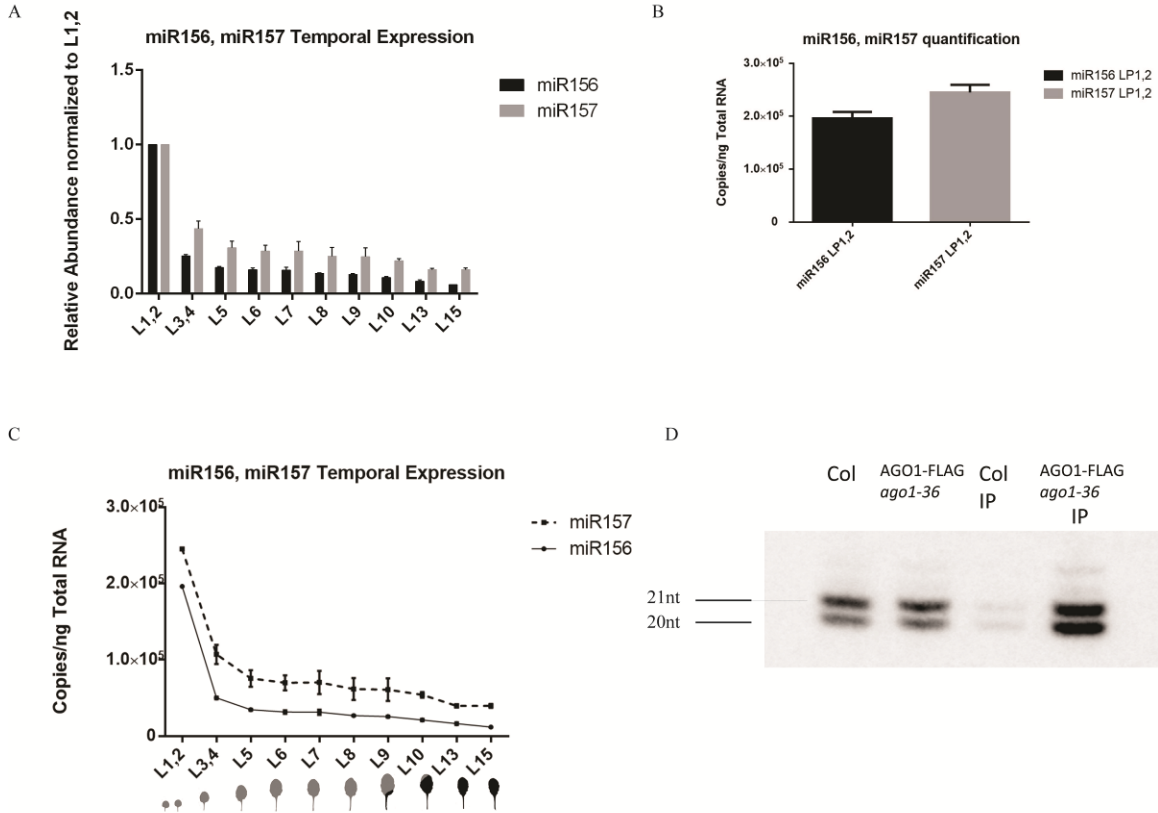 A
miR156, miR157 Temporal Expression
Relative Abundance normalized to L1,2
1.5
1.0
0.5
0.0
L1,2
L3,4
L5
L6
L7
L8
L9
L10
L13
L15
miR156
miR157
B
miR156, miR157 quantification
Copies/ng Total RNA
3.0×10⁵
2.0×10⁵
1.0×10⁵
0
miR156 LP1,2
miR157 LP1,2
miR156 LP1,2
miR157 LP1,2
C
miR156, miR157 Temporal Expression
Copies/ng Total RNA
3.0×10⁵
2.0×10⁵
1.0×10⁵
0
L1,2
L3,4
L5
L6
L7
L8
L9
L10
L13
L15
miR157
miR156
D
Col
AGO1-FLAG
ago1-36
Col
IP
AGO1-FLAG
ago1-36
IP
21nt
20nt